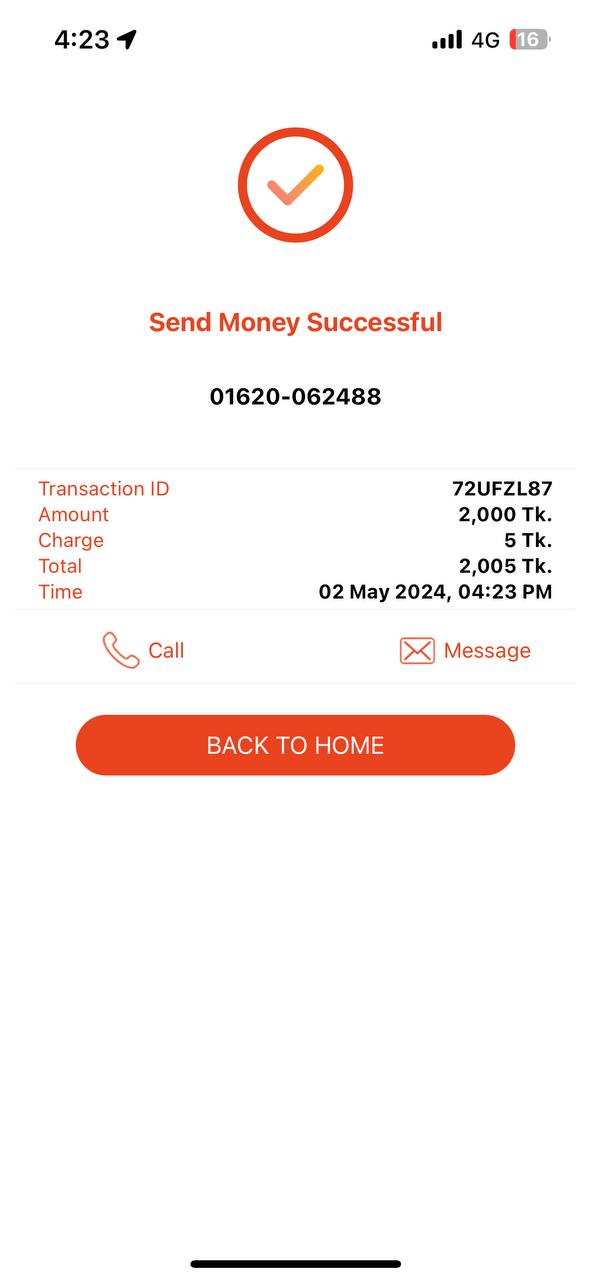 4:23 4G 16
Send Money Successful
01620-062488
Transaction ID 72UFZL87
Amount 2,000 Tk.
Charge 5 Tk.
Total 2,005 Tk.
Time 02 May 2024, 04:23 PM
Call Message
BACK TO HOME